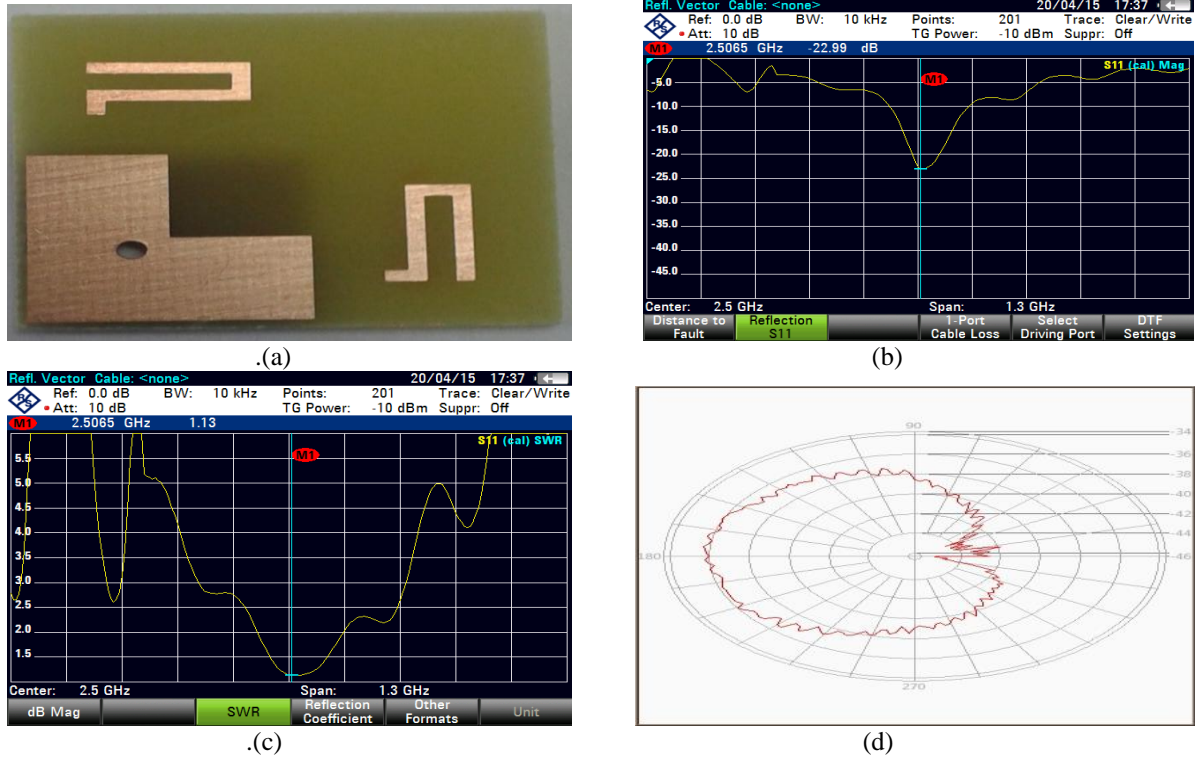 Refl. Vector Cable: <none> 20/04/15 17:37
Ref: 0.0 dB BW: 10 kHz Points: 201 Trace: Clear/Write
R&S Att: 10 dB TG Power: -10 dBm Suppr: Off
M1 2.5065 GHz -22.99 dB
S11 (cal) Mag
M1
-5.0
-10.0
-15.0
-20.0
-25.0
-30.0
-35.0
-40.0
-45.0
Center: 2.5 GHz Span: 1.3 GHz
Distance to Fault Reflection S11 1-Port Cable Loss Select Driving Port DTF Settings
.(a)
(b)
Refl. Vector Cable: <none> 20/04/15 17:37
Ref: 0.0 dB BW: 10 kHz Points: 201 Trace: Clear/Write
R&S Att: 10 dB TG Power: -10 dBm Suppr: Off
M1 2.5065 GHz 1.13
S11 (cal) SWR
M1
5.5
5.0
4.5
4.0
3.5
3.0
2.5
2.0
1.5
Center: 2.5 GHz Span: 1.3 GHz
dB Mag SWR Reflection Coefficient Other Formats Unit
90
-34
-36
-38
-40
-42
-44
180 0 -46
270
.(c)
(d)